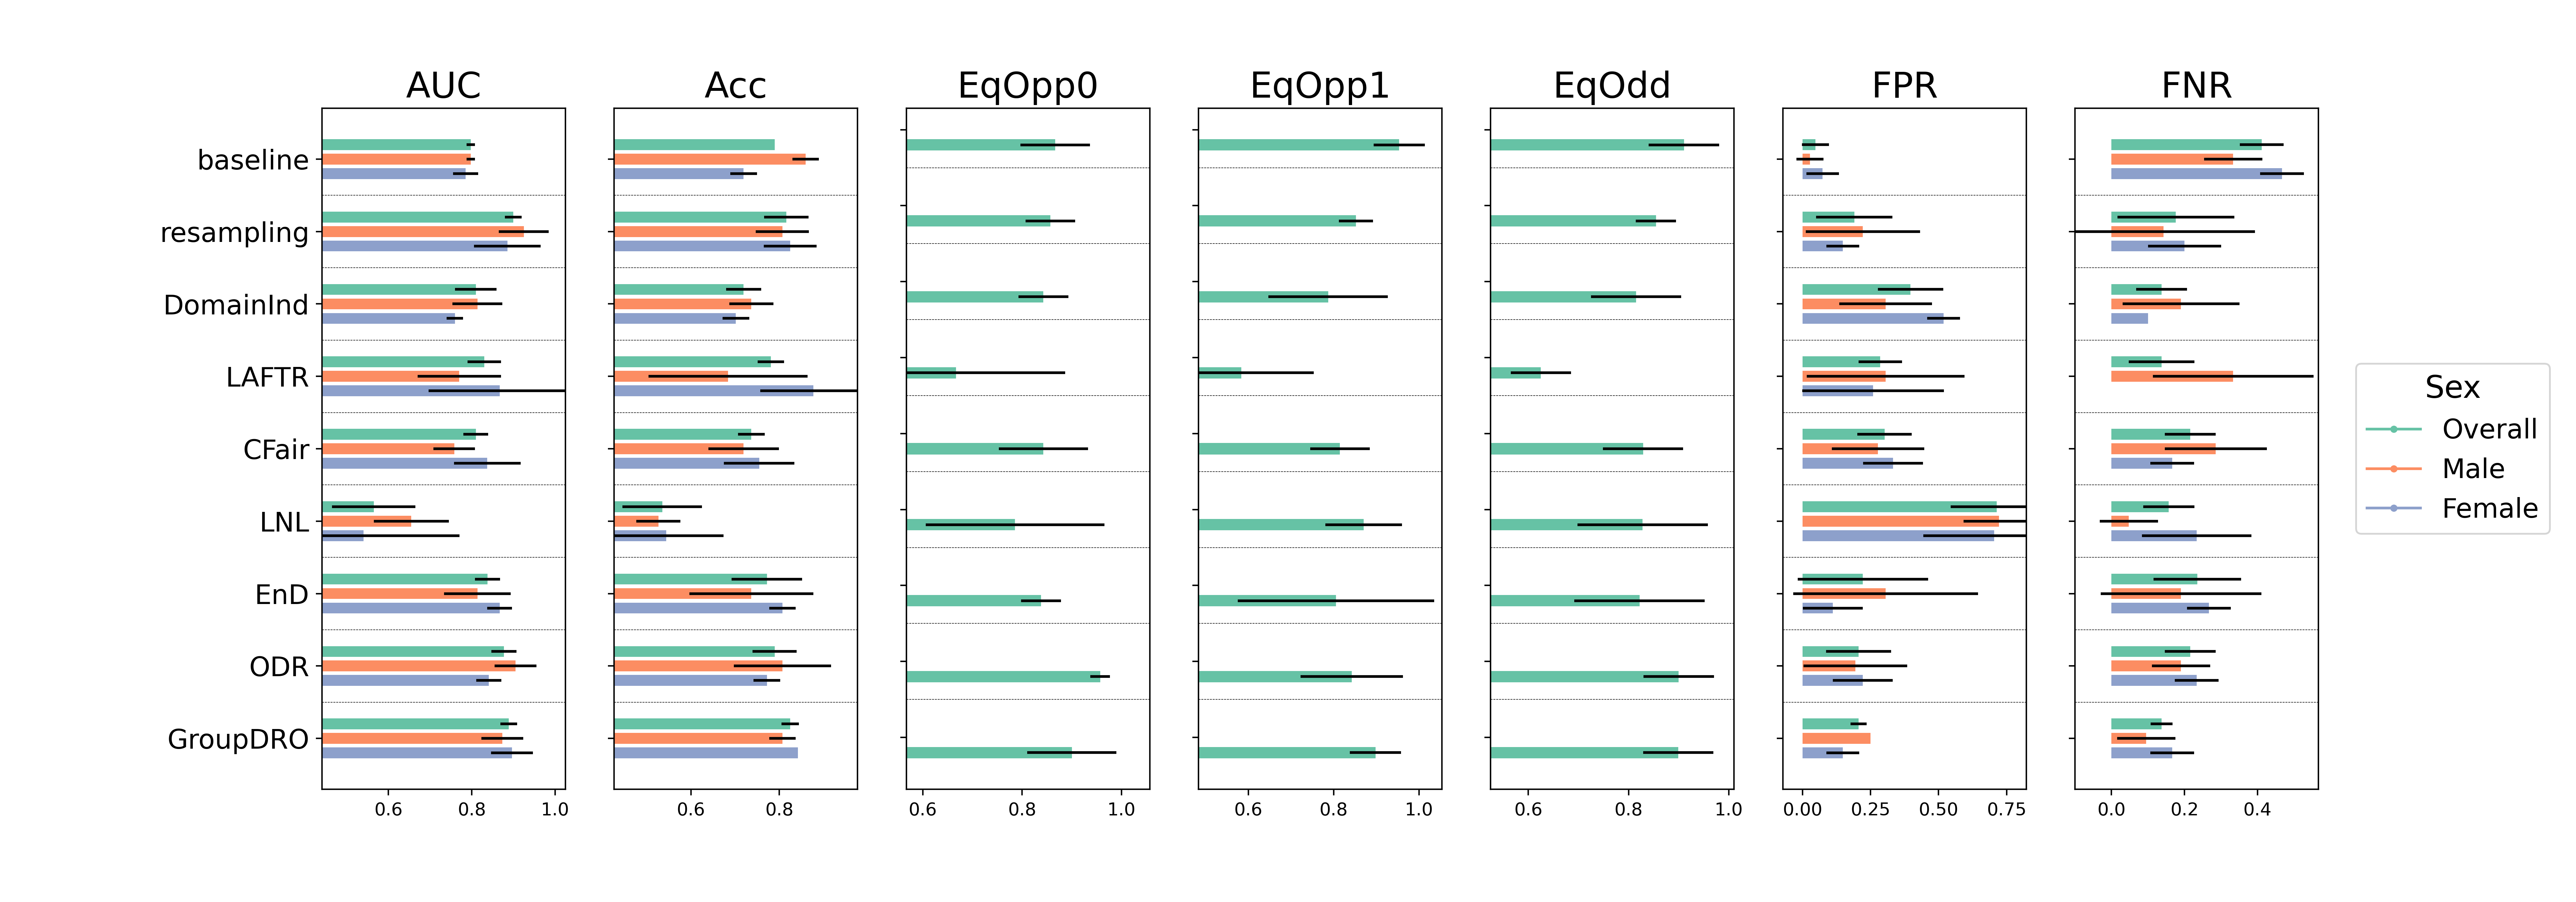 AUC Acc EqOpp0 EqOpp1 EqOdd FPR FNR
baseline
resampling
DomainInd
LAFTR
CFair
LNL
EnD
ODR
GroupDRO
0.6 0.8 1.0 0.6 0.8 0.6 0.8 1.0 0.6 0.8 1.0 0.6 0.8 1.0 0.00 0.25 0.50 0.75 0.0 0.2 0.4
Sex
Overall
Male
Female